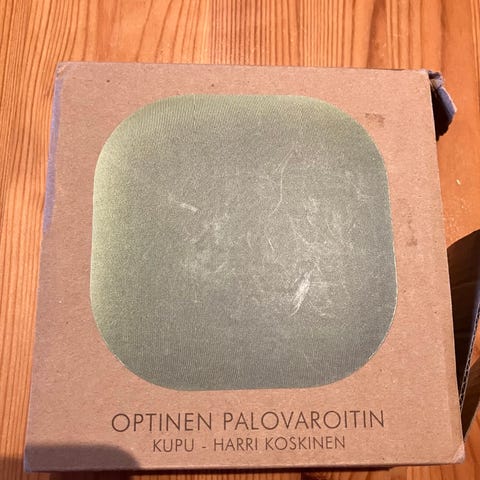 OPTINEN PALOVAROITIN
KUPU - HARRI KOSKINEN